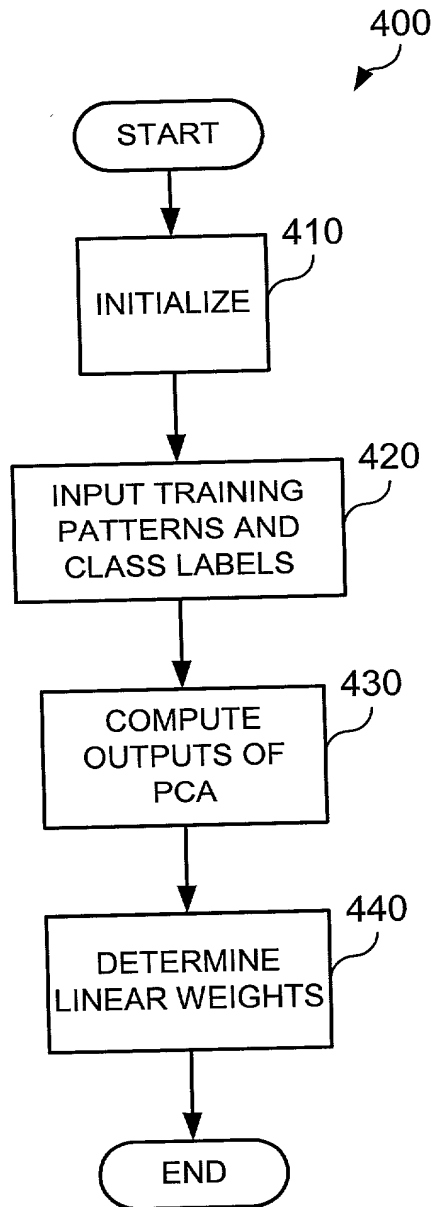 400
START
410
INITIALIZE
420
INPUT TRAINING
PATTERNS AND
CLASS LABELS
430
COMPUTE
OUTPUTS OF
PCA
440
DETERMINE
LINEAR WEIGHTS
END